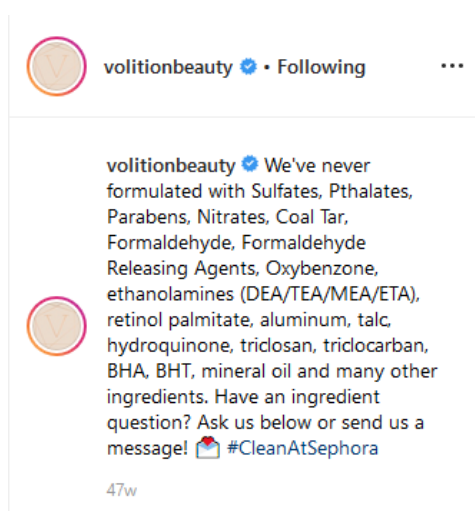 volitionbeauty • Following
volitionbeauty We've never
formulated with Sulfates, Pthalates,
Parabens, Nitrates, Coal Tar,
Formaldehyde, Formaldehyde
Releasing Agents, Oxybenzone,
ethanolamines (DEA/TEA/MEA/ETA),
retinol palmitate, aluminum, talc,
hydroquinone, triclosan, triclocarban,
BHA, BHT, mineral oil and many other
ingredients. Have an ingredient
question? Ask us below or send us a
message! 💌 #CleanAtSephora
47w